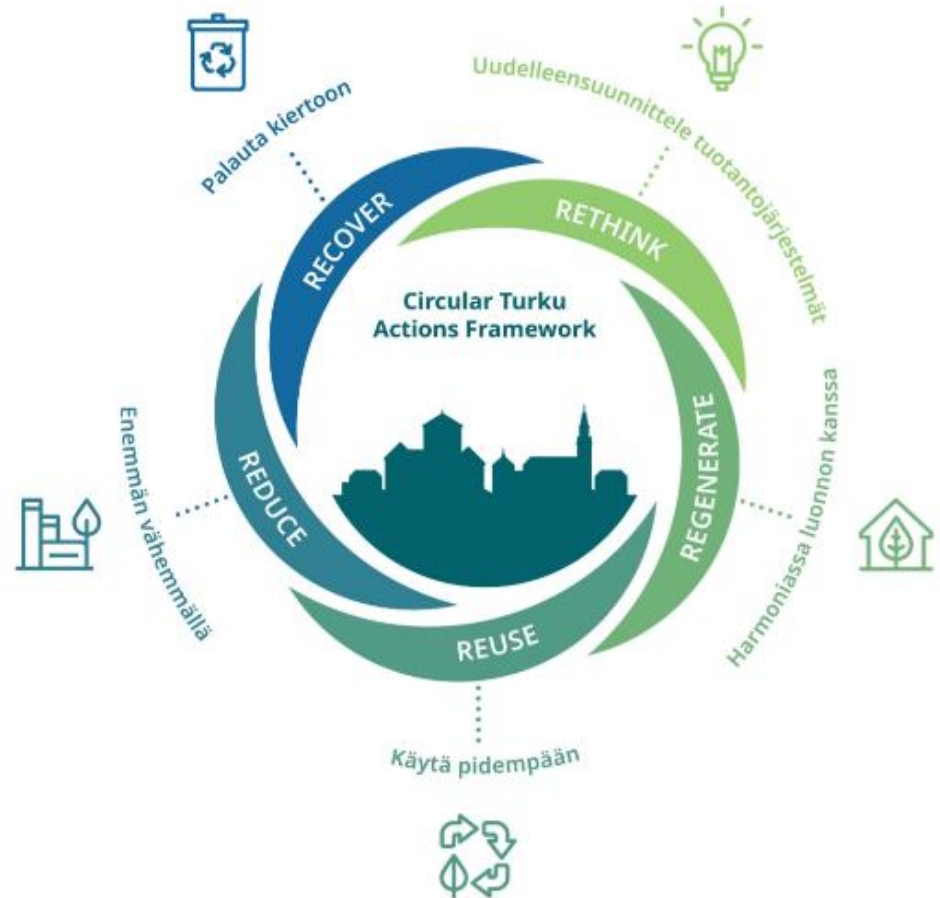 Palauta kiertoon
Uudelleensuunnittele tuotantojärjestelmät
RECOVER
RETHINK
Circular Turku
Actions Framework
Enemmän vähemmällä
REDUCE
REGENERATE
Harmoniassa luonnon kanssa
REUSE
Käytä pidempään